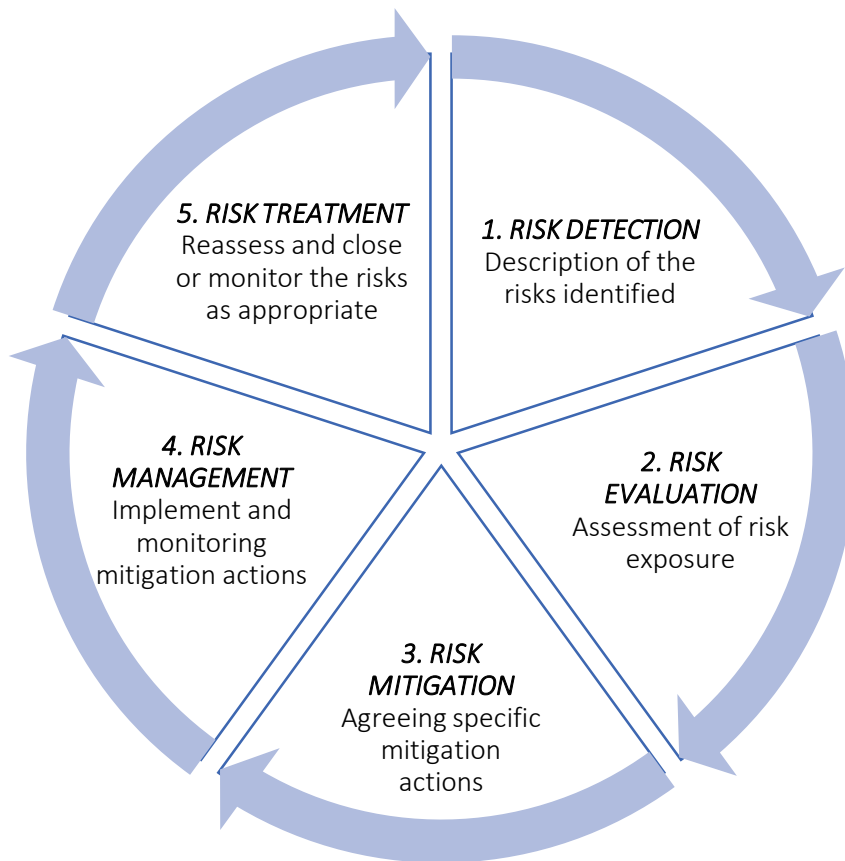 1. RISK DETECTION
Description of the
risks identified
2. RISK
EVALUATION
Assessment of risk
exposure
3. RISK
MITIGATION
Agreeing specific
mitigation
actions
4. RISK
MANAGEMENT
Implement and
monitoring
mitigation actions
5. RISK TREATMENT
Reassess and close
or monitor the risks
as appropriate